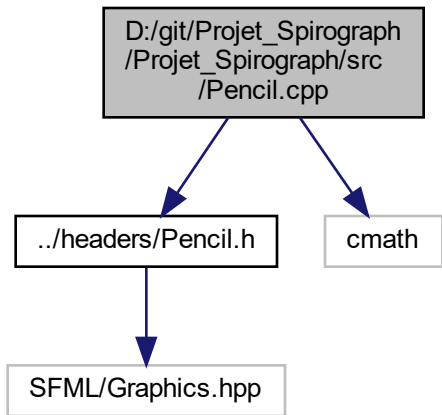 D:/git/Projet_Spirograph
/Projet_Spirograph/src
/Pencil.cpp
../headers/Pencil.h
cmath
SFML/Graphics.hpp